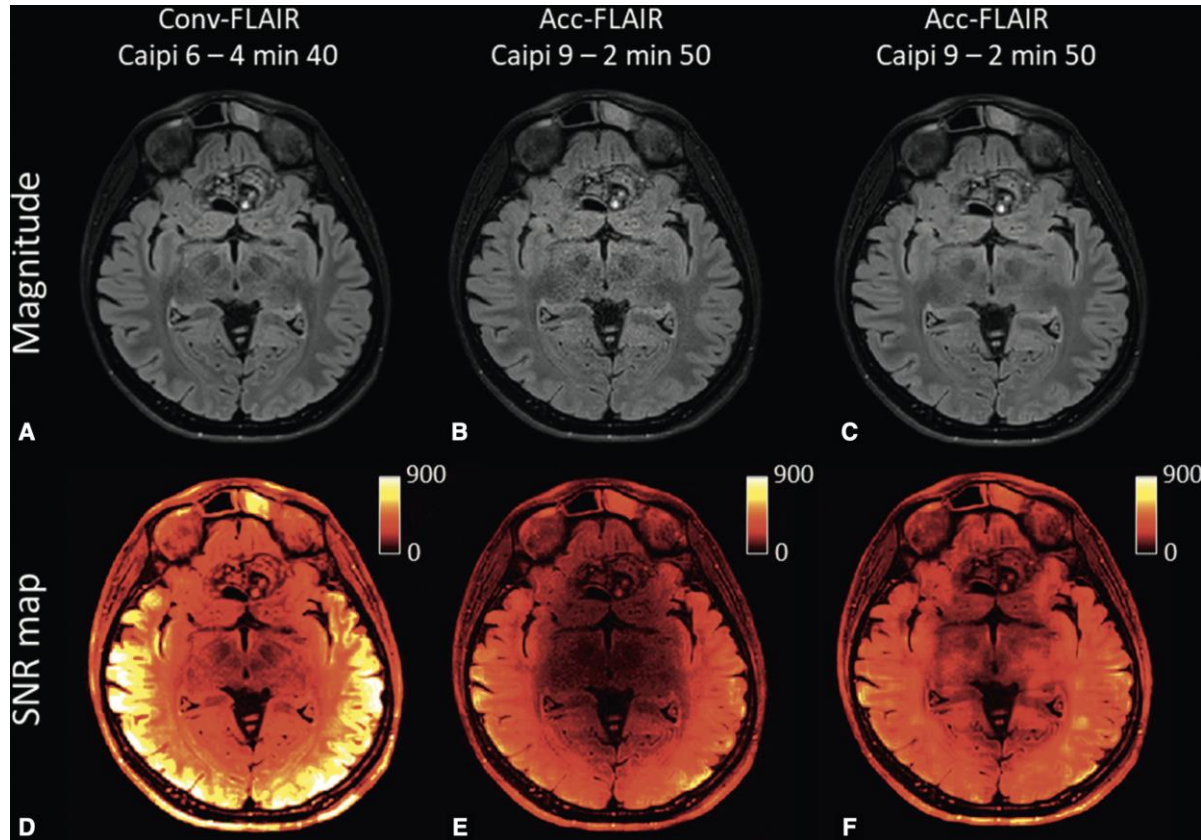 Conv-FLAIR
Caipi 6 – 4 min 40
Acc-FLAIR
Caipi 9 – 2 min 50
Acc-FLAIR
Caipi 9 – 2 min 50
Magnitude
A
B
C
SNR map
900
0
900
0
900
0
D
E
F